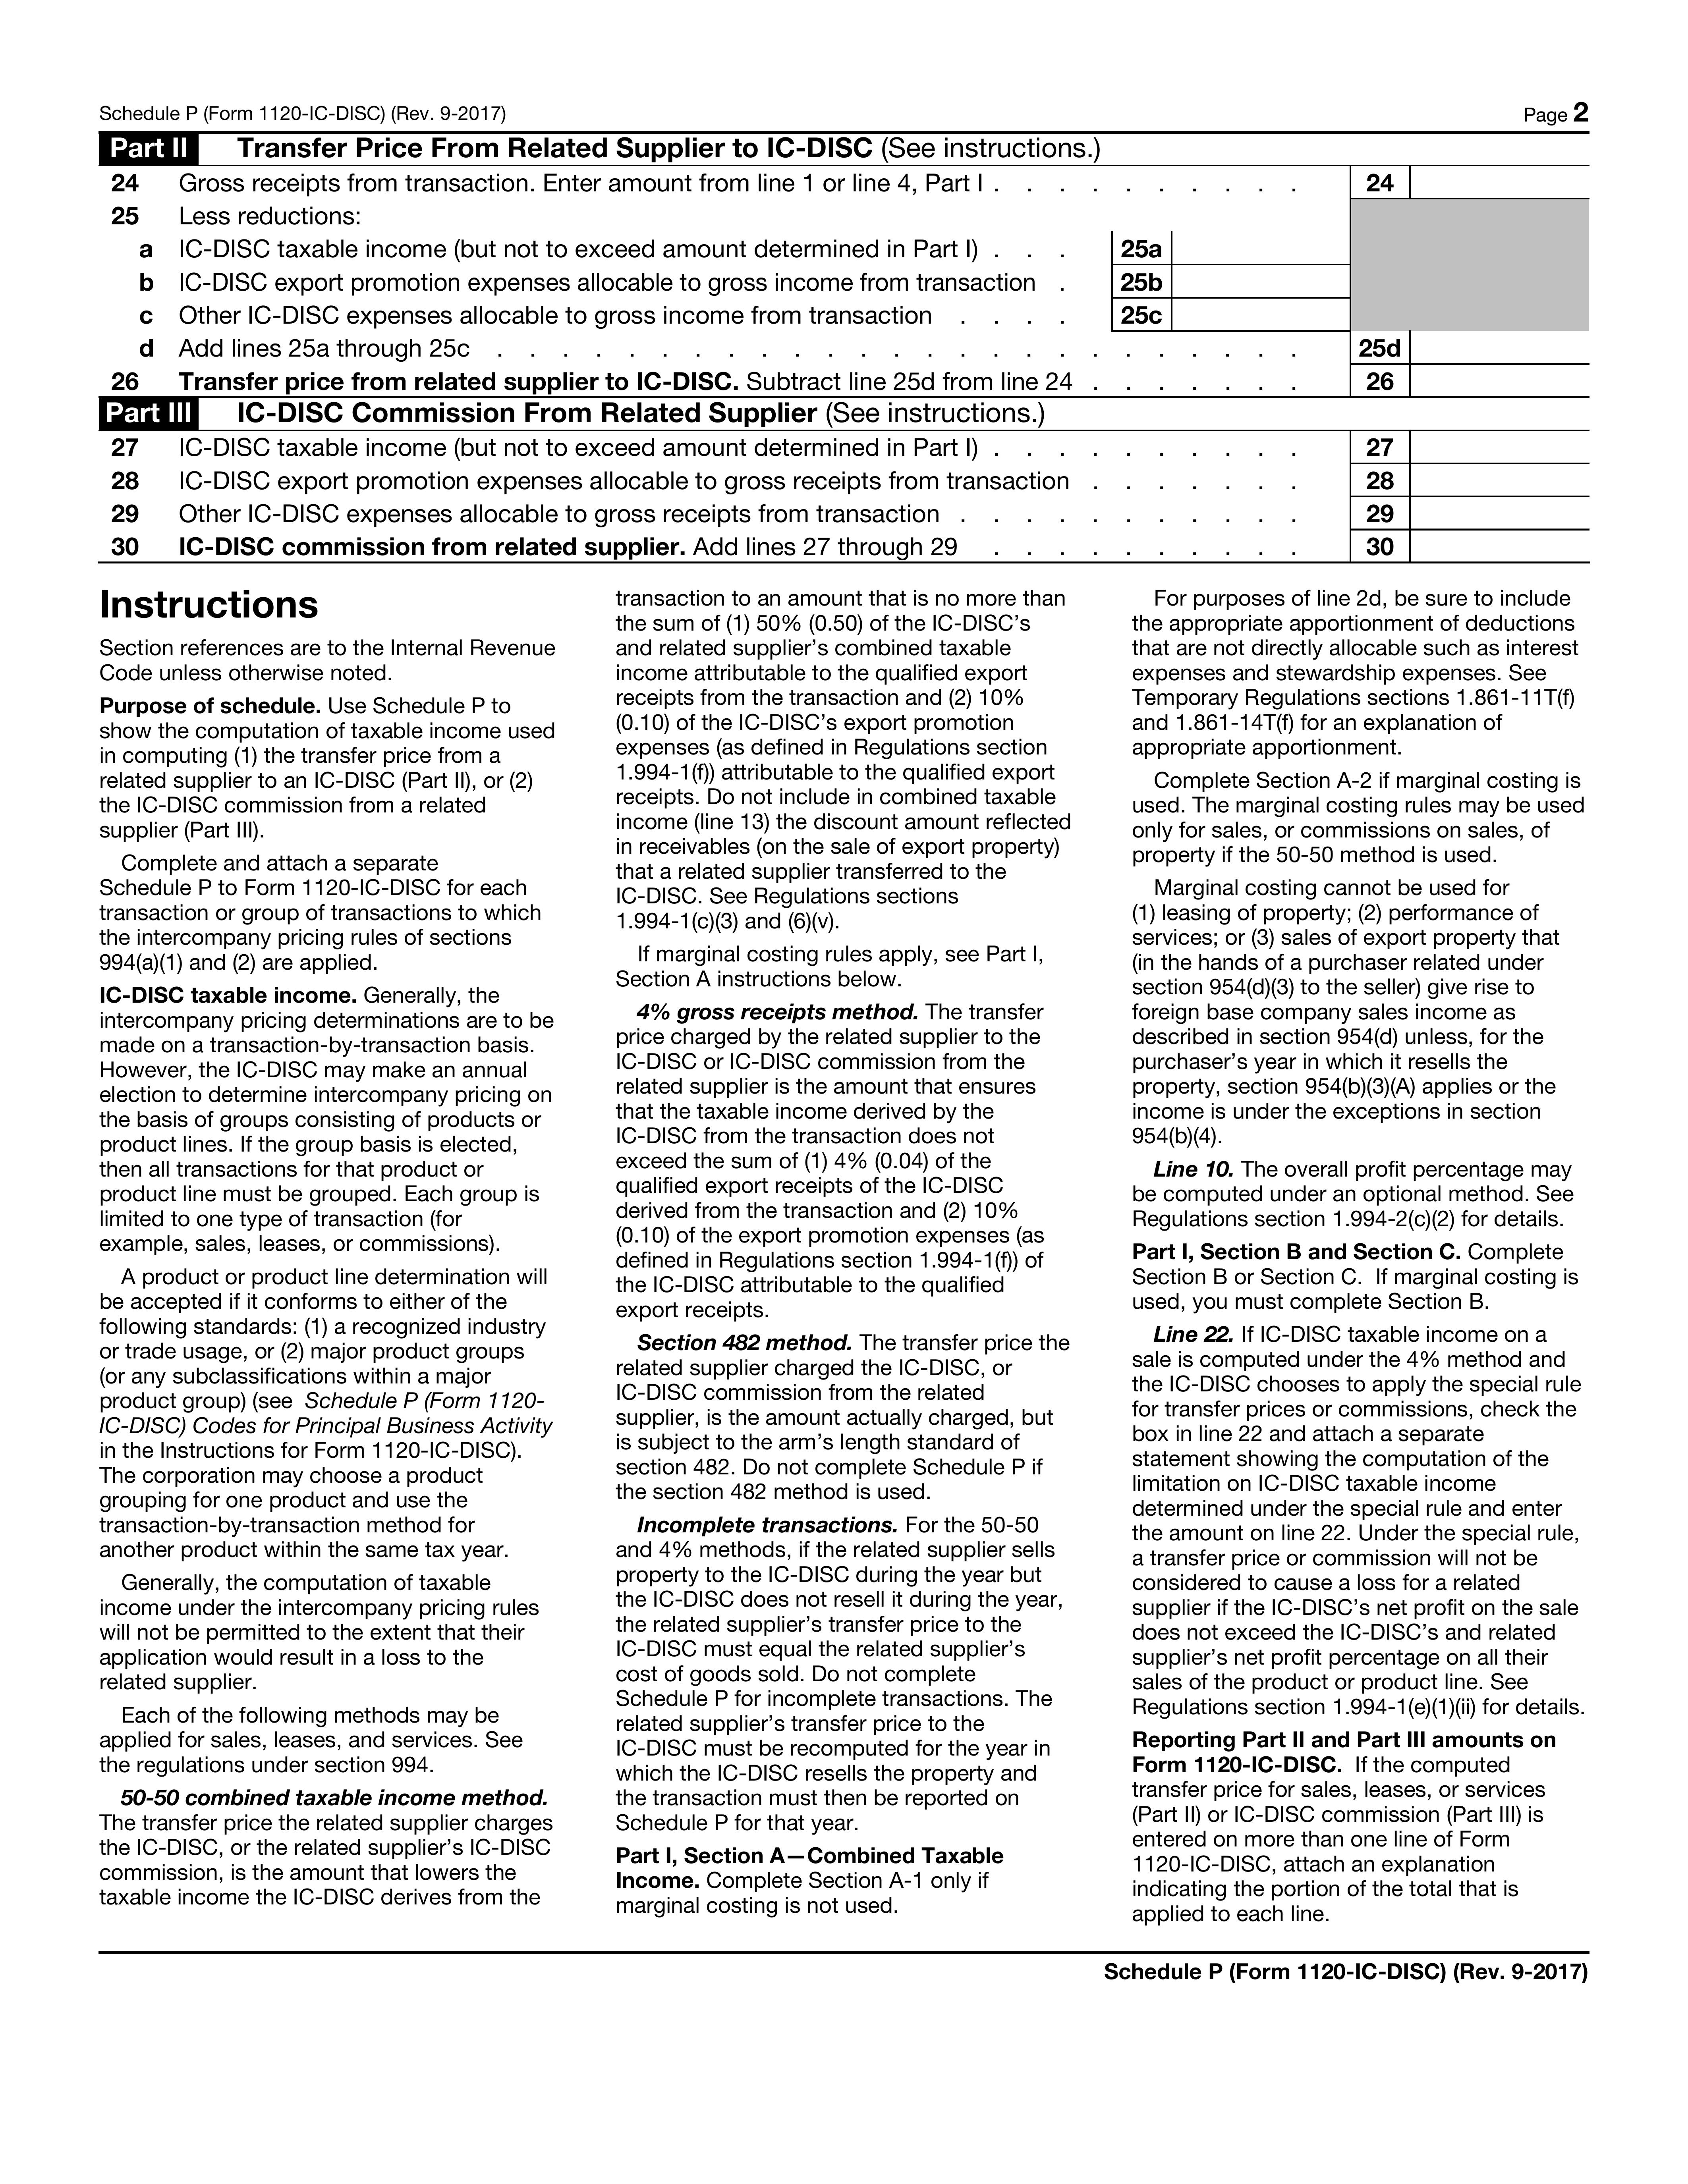 Schedule P (Form 1120-IC-DISC) (Rev. 9-2017) Page 2
Part II Transfer Price From Related Supplier to IC-DISC (See instructions.)
24 Gross receipts from transaction. Enter amount from line 1 or line 4, Part I . . . . . . . . . . 24
25 Less reductions:
a IC-DISC taxable income (but not to exceed amount determined in Part I) . . . 25a
b IC-DISC export promotion expenses allocable to gross income from transaction . 25b
c Other IC-DISC expenses allocable to gross income from transaction . . . . 25c
d Add lines 25a through 25c . . . . . . . . . . . . . . . . . . . . . . . . . 25d
26 Transfer price from related supplier to IC-DISC. Subtract line 25d from line 24 . . . . . . . 26
Part III IC-DISC Commission From Related Supplier (See instructions.)
27 IC-DISC taxable income (but not to exceed amount determined in Part I) . . . . . . . . . . 27
28 IC-DISC export promotion expenses allocable to gross receipts from transaction . . . . . . . 28
29 Other IC-DISC expenses allocable to gross receipts from transaction . . . . . . . . . . . 29
30 IC-DISC commission from related supplier. Add lines 27 through 29 . . . . . . . . . . 30
Instructions
Section references are to the Internal Revenue
Code unless otherwise noted.
Purpose of schedule. Use Schedule P to
show the computation of taxable income used
in computing (1) the transfer price from a
related supplier to an IC-DISC (Part II), or (2)
the IC-DISC commission from a related
supplier (Part III).
Complete and attach a separate
Schedule P to Form 1120-IC-DISC for each
transaction or group of transactions to which
the intercompany pricing rules of sections
994(a)(1) and (2) are applied.
IC-DISC taxable income. Generally, the
intercompany pricing determinations are to be
made on a transaction-by-transaction basis.
However, the IC-DISC may make an annual
election to determine intercompany pricing on
the basis of groups consisting of products or
product lines. If the group basis is elected,
then all transactions for that product or
product line must be grouped. Each group is
limited to one type of transaction (for
example, sales, leases, or commissions).
A product or product line determination will
be accepted if it conforms to either of the
following standards: (1) a recognized industry
or trade usage, or (2) major product groups
(or any subclassifications within a major
product group) (see Schedule P (Form 1120-
IC-DISC) Codes for Principal Business Activity
in the Instructions for Form 1120-IC-DISC).
The corporation may choose a product
grouping for one product and use the
transaction-by-transaction method for
another product within the same tax year.
Generally, the computation of taxable
income under the intercompany pricing rules
will not be permitted to the extent that their
application would result in a loss to the
related supplier.
Each of the following methods may be
applied for sales, leases, and services. See
the regulations under section 994.
50-50 combined taxable income method.
The transfer price the related supplier charges
the IC-DISC, or the related supplier's IC-DISC
commission, is the amount that lowers the
taxable income the IC-DISC derives from the
transaction to an amount that is no more than
the sum of (1) 50% (0.50) of the IC-DISC's
and related supplier's combined taxable
income attributable to the qualified export
receipts from the transaction and (2) 10%
(0.10) of the IC-DISC's export promotion
expenses (as defined in Regulations section
1.994-1(f)) attributable to the qualified export
receipts. Do not include in combined taxable
income (line 13) the discount amount reflected
in receivables (on the sale of export property)
that a related supplier transferred to the
IC-DISC. See Regulations sections
1.994-1(c)(3) and (6)(v).
If marginal costing rules apply, see Part I,
Section A instructions below.
4% gross receipts method. The transfer
price charged by the related supplier to the
IC-DISC or IC-DISC commission from the
related supplier is the amount that ensures
that the taxable income derived by the
IC-DISC from the transaction does not
exceed the sum of (1) 4% (0.04) of the
qualified export receipts of the IC-DISC
derived from the transaction and (2) 10%
(0.10) of the export promotion expenses (as
defined in Regulations section 1.994-1(f)) of
the IC-DISC attributable to the qualified
export receipts.
Section 482 method. The transfer price the
related supplier charged the IC-DISC, or
IC-DISC commission from the related
supplier, is the amount actually charged, but
is subject to the arm's length standard of
section 482. Do not complete Schedule P if
the section 482 method is used.
Incomplete transactions. For the 50-50
and 4% methods, if the related supplier sells
property to the IC-DISC during the year but
the IC-DISC does not resell it during the year,
the related supplier's transfer price to the
IC-DISC must equal the related supplier's
cost of goods sold. Do not complete
Schedule P for incomplete transactions. The
related supplier's transfer price to the
IC-DISC must be recomputed for the year in
which the IC-DISC resells the property and
the transaction must then be reported on
Schedule P for that year.
Part I, Section A—Combined Taxable
Income. Complete Section A-1 only if
marginal costing is not used.
For purposes of line 2d, be sure to include
the appropriate apportionment of deductions
that are not directly allocable such as interest
expenses and stewardship expenses. See
Temporary Regulations sections 1.861-11T(f)
and 1.861-14T(f) for an explanation of
appropriate apportionment.
Complete Section A-2 if marginal costing is
used. The marginal costing rules may be used
only for sales, or commissions on sales, of
property if the 50-50 method is used.
Marginal costing cannot be used for
(1) leasing of property; (2) performance of
services; or (3) sales of export property that
(in the hands of a purchaser related under
section 954(d)(3) to the seller) give rise to
foreign base company sales income as
described in section 954(d) unless, for the
purchaser's year in which it resells the
property, section 954(b)(3)(A) applies or the
income is under the exceptions in section
954(b)(4).
Line 10. The overall profit percentage may
be computed under an optional method. See
Regulations section 1.994-2(c)(2) for details.
Part I, Section B and Section C. Complete
Section B or Section C. If marginal costing is
used, you must complete Section B.
Line 22. If IC-DISC taxable income on a
sale is computed under the 4% method and
the IC-DISC chooses to apply the special rule
for transfer prices or commissions, check the
box in line 22 and attach a separate
statement showing the computation of the
limitation on IC-DISC taxable income
determined under the special rule and enter
the amount on line 22. Under the special rule,
a transfer price or commission will not be
considered to cause a loss for a related
supplier if the IC-DISC's net profit on the sale
does not exceed the IC-DISC's and related
supplier's net profit percentage on all their
sales of the product or product line. See
Regulations section 1.994-1(e)(1)(ii) for details.
Reporting Part II and Part III amounts on
Form 1120-IC-DISC. If the computed
transfer price for sales, leases, or services
(Part II) or IC-DISC commission (Part III) is
entered on more than one line of Form
1120-IC-DISC, attach an explanation
indicating the portion of the total that is
applied to each line.
Schedule P (Form 1120-IC-DISC) (Rev. 9-2017)